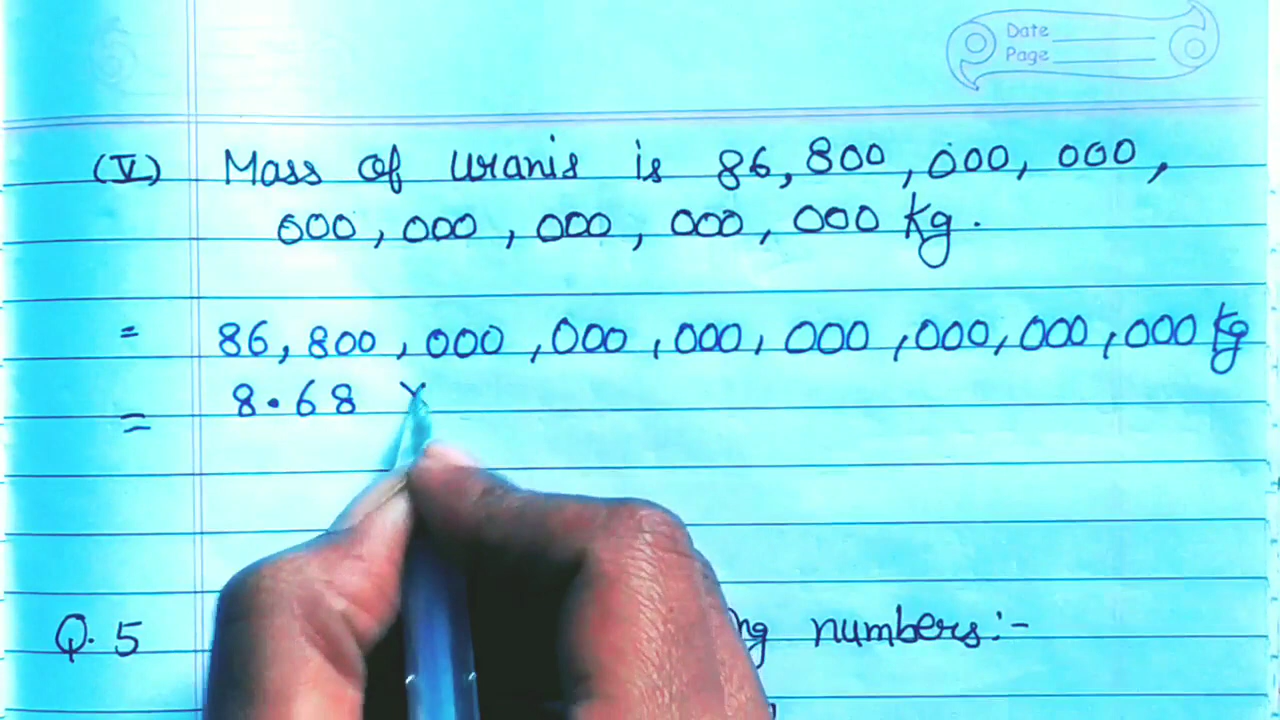 Date
Page
(V) Mass of Uranis is 86,800,000,000,
000,000,000,000,000 Kg.
= 86,800,000,000,000,000,000,000,000 Kg
= 8.68 ×
Q.5 numbers:-